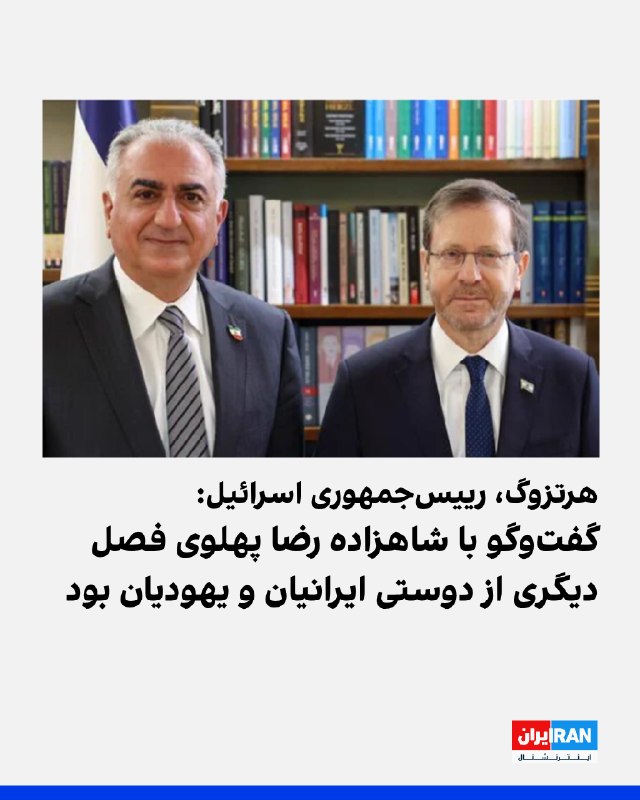 هرتزوگ، رییس‌جمهوری اسرائیل:
گفت‌وگو با شاهزاده رضا پهلوی فصل
دیگری از دوستی ایرانیان و یهودیان بود
ایران IRAN
اینترنشنال